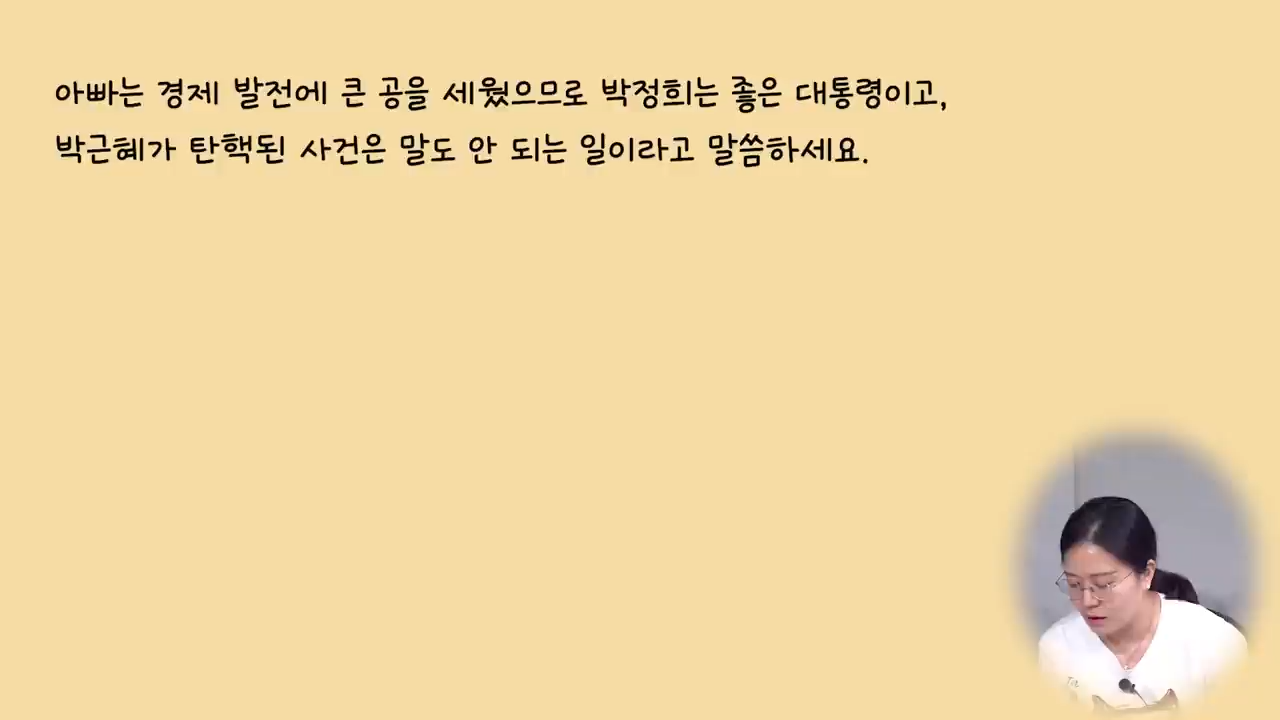 아빠는 경제 발전에 큰 공을 세웠으므로 박정희는 좋은 대통령이고,
박근혜가 탄핵된 사건은 말도 안 되는 일이라고 말씀하세요.